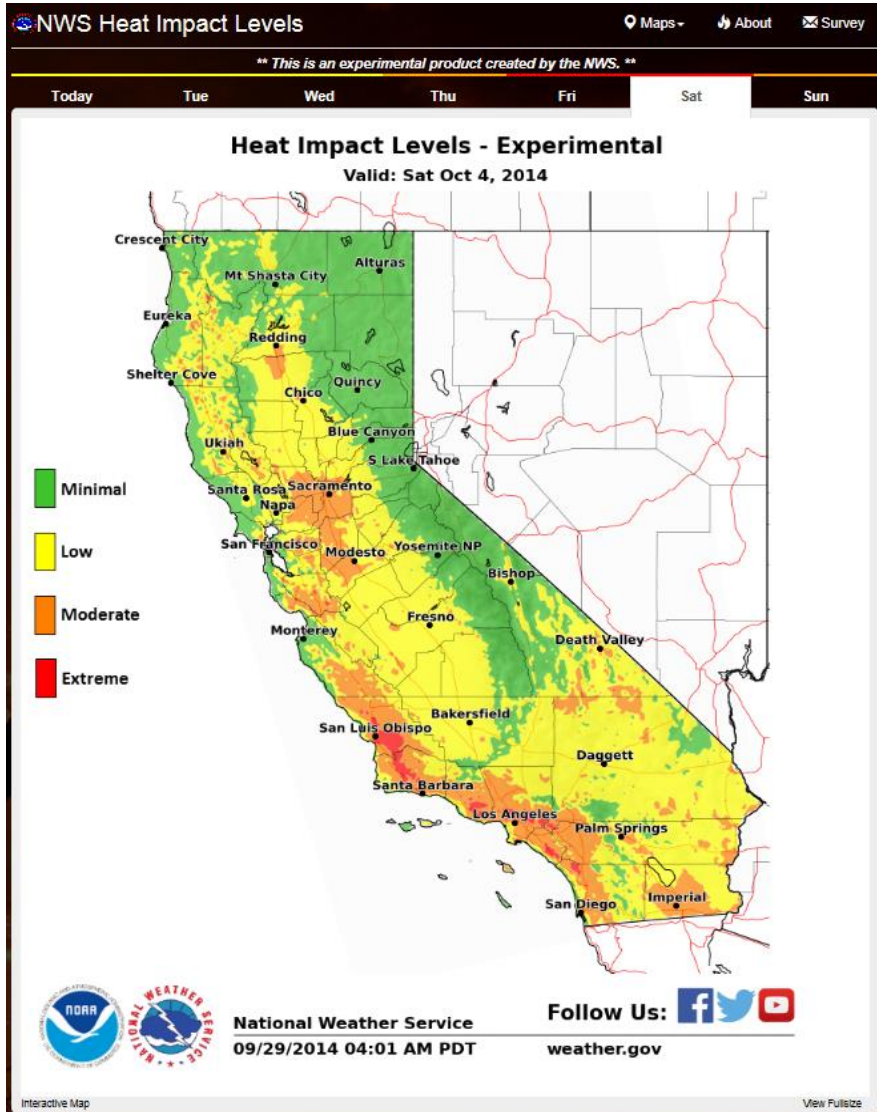 NWS Heat Impact Levels
Maps
About
Survey
** This is an experimental product created by the NWS. **
Today Tue Wed Thu Fri Sat Sun
Heat Impact Levels - Experimental
Valid: Sat Oct 4, 2014
Crescent City
Alturas
Mt Shasta City
Eureka
Redding
Shelter Cove
Quincy
Chico
Blue Canyon
Ukiah
S Lake Tahoe
Minimal
Santa Rosa
Sacramento
Napa
Low
San Francisco
Modesto
Yosemite NP
Bishop
Moderate
Fresno
Monterey
Death Valley
Extreme
Bakersfield
San Luis Obispo
Daggett
Santa Barbara
Los Angeles
Palm Springs
San Diego
Imperial
NOAA
NATIONAL WEATHER SERVICE
National Weather Service
09/29/2014 04:01 AM PDT
Follow Us:
weather.gov
Interactive Map
View Fullsize